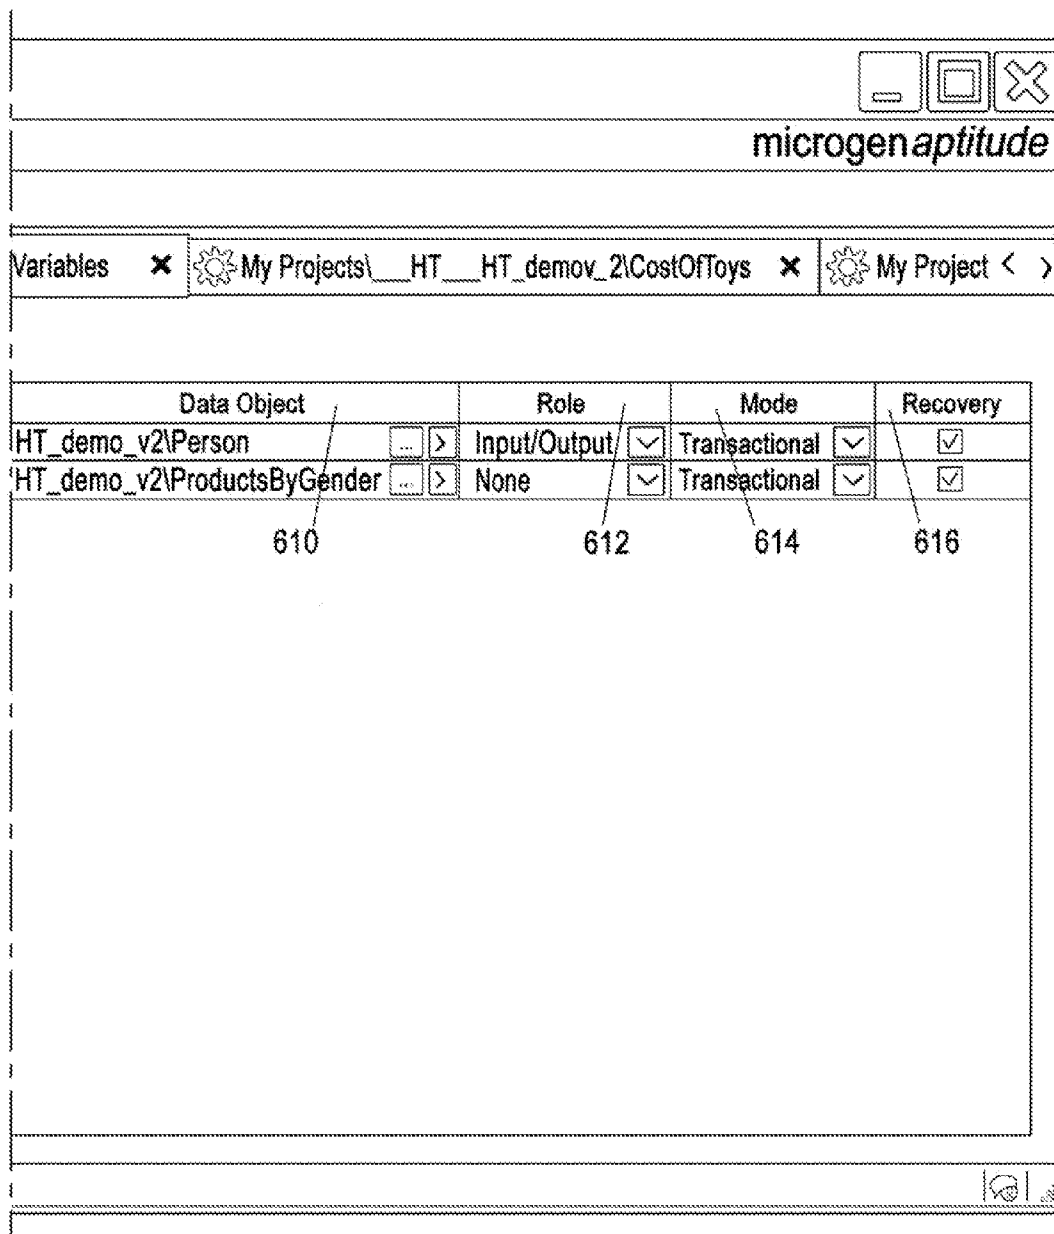 microgenaptitude
Variables × My Projects\___HT___HT_demov_2\CostOfToys × My Project < >
Data Object Role Mode Recovery
HT_demo_v2\Person ... > Input/Output Transactional
HT_demo_v2\ProductsByGender ... > None Transactional
610 612 614 616